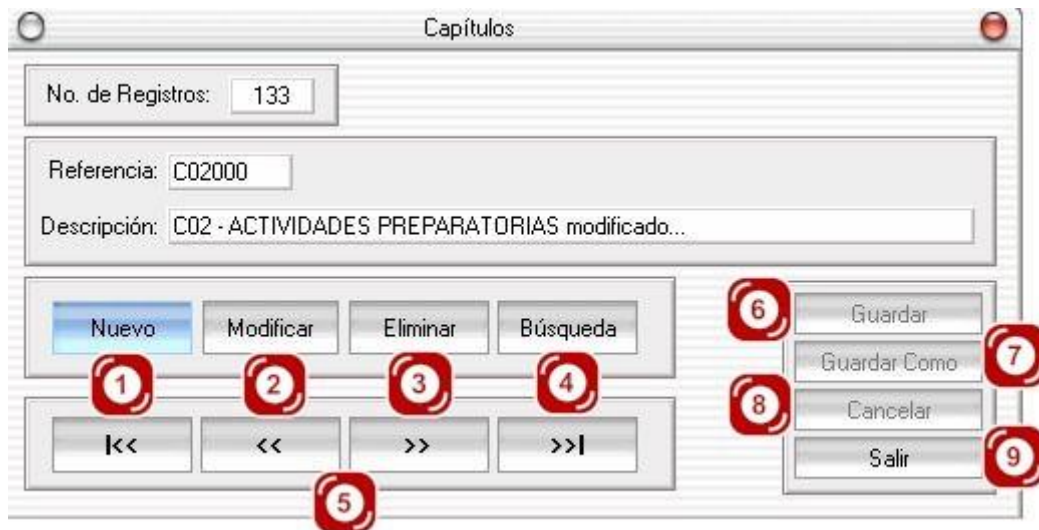 Capítulos
No. de Registros: 133
Referencia: C02000
Descripción: C02 - ACTIVIDADES PREPARATORIAS modificado...
Nuevo Modificar Eliminar Búsqueda
1 2 3 4
I<< << >> >>I
5
6 Guardar
Guardar Como 7
8 Cancelar
Salir 9